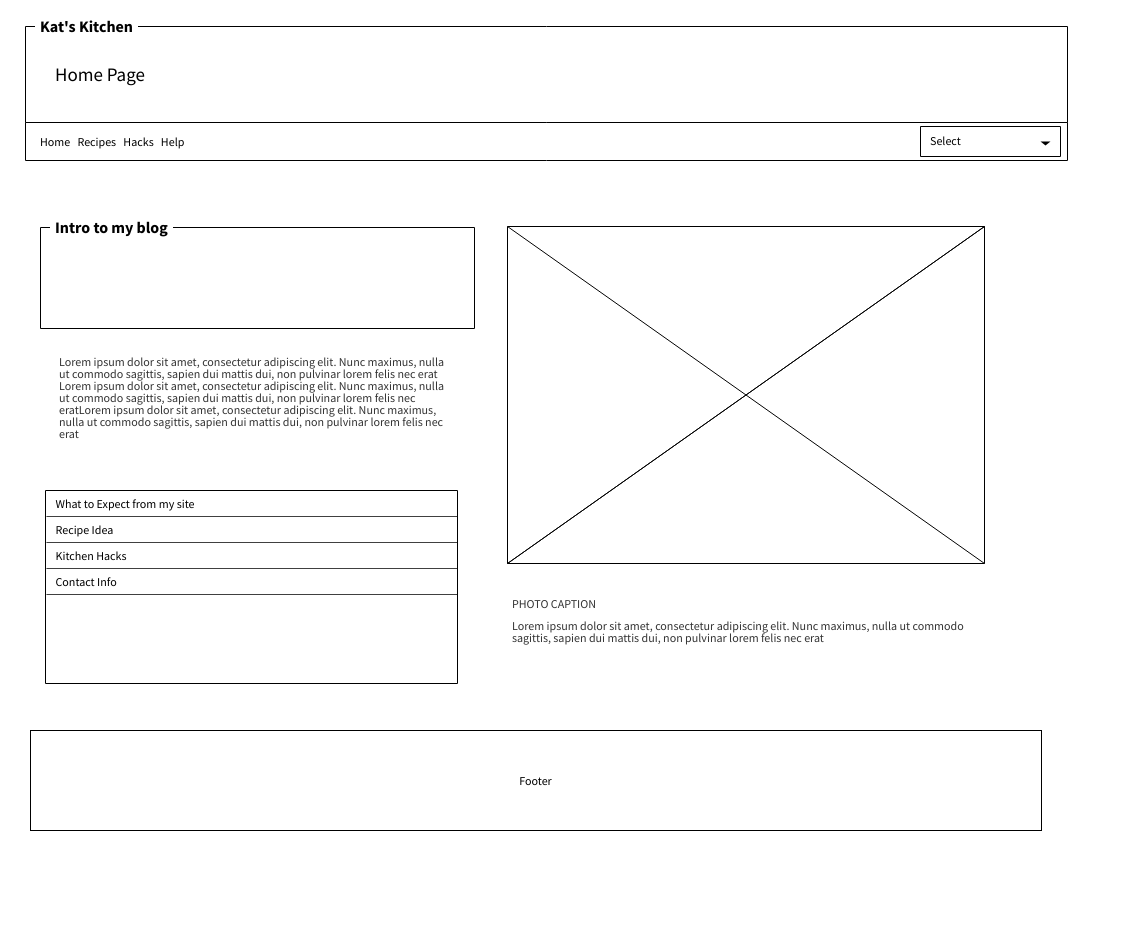 Kat's Kitchen
Home Page
Home Recipes Hacks Help
Select
Intro to my blog
Lorem ipsum dolor sit amet, consectetur adipiscing elit. Nunc maximus, nulla
ut commodo sagittis, sapien dui mattis dui, non pulvinar lorem felis nec erat
Lorem ipsum dolor sit amet, consectetur adipiscing elit. Nunc maximus, nulla
ut commodo sagittis, sapien dui mattis dui, non pulvinar lorem felis nec
eratLorem ipsum dolor sit amet, consectetur adipiscing elit. Nunc maximus,
nulla ut commodo sagittis, sapien dui mattis dui, non pulvinar lorem felis nec
erat
What to Expect from my site
Recipe Idea
Kitchen Hacks
Contact Info
PHOTO CAPTION
Lorem ipsum dolor sit amet, consectetur adipiscing elit. Nunc maximus, nulla ut commodo
sagittis, sapien dui mattis dui, non pulvinar lorem felis nec erat
Footer